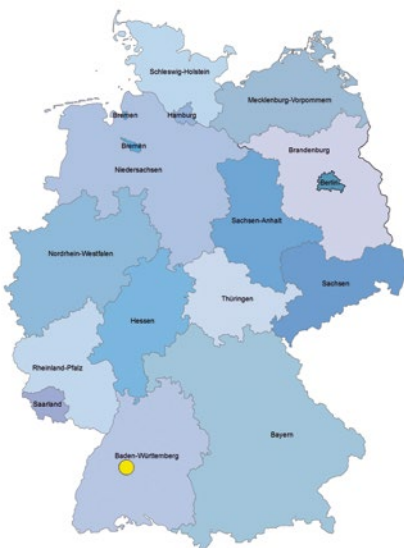 Schleswig-Holstein
Mecklenburg-Vorpommern
Bremen
Hamburg
Bremen
Brandenburg
Niedersachsen
Berlin
Sachsen-Anhalt
Nordrhein-Westfalen
Sachsen
Thüringen
Hessen
Rheinland-Pfalz
Saarland
Bayern
Baden-Württemberg